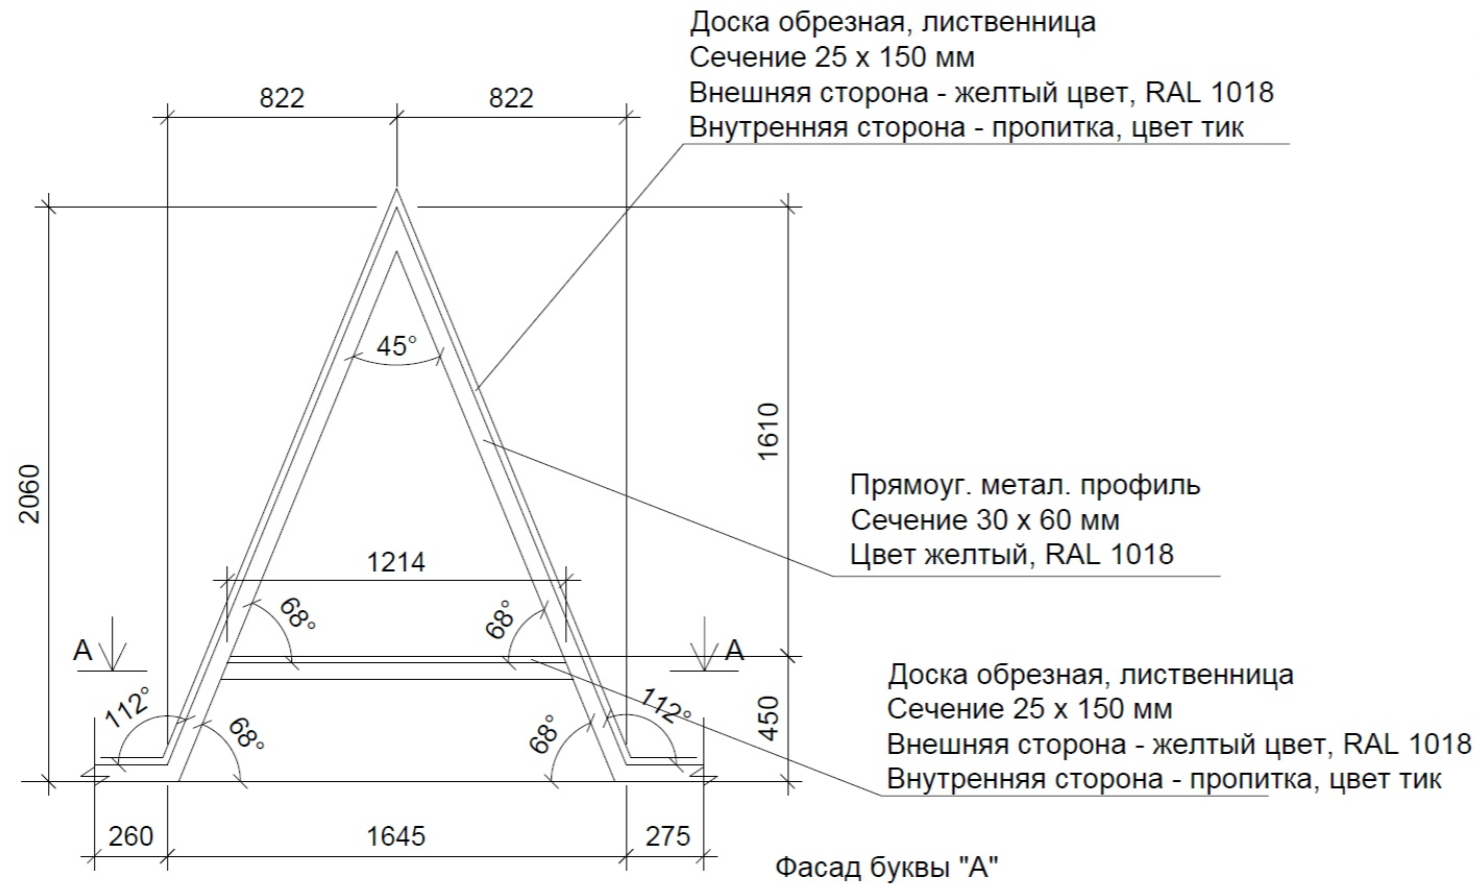 Доска обрезная, лиственница
Сечение 25 х 150 мм
Внешняя сторона - желтый цвет, RAL 1018
Внутренняя сторона - пропитка, цвет тик
822
822
45°
1610
2060
Прямоуг. метал. профиль
Сечение 30 х 60 мм
Цвет желтый, RAL 1018
1214
68°
68°
А
А
Доска обрезная, лиственница
Сечение 25 х 150 мм
Внешняя сторона - желтый цвет, RAL 1018
Внутренняя сторона - пропитка, цвет тик
112°
68°
68°
112°
450
260
1645
275
Фасад буквы "А"